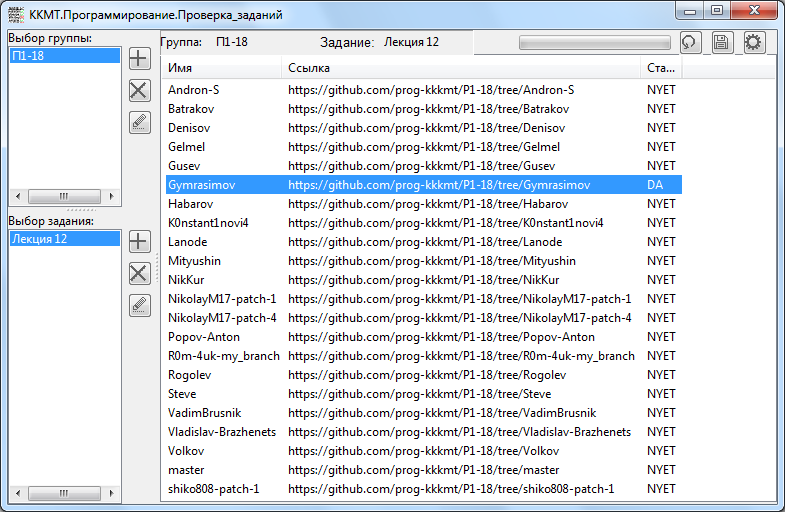 ККМТ.Программирование.Проверка_заданий
Выбор группы:
П1-18
Выбор задания:
Лекция 12
Группа: П1-18 Задание: Лекция 12
Имя Ссылка Ста...
Andron-S https://github.com/prog-kkkmt/P1-18/tree/Andron-S NYET
Batrakov https://github.com/prog-kkkmt/P1-18/tree/Batrakov NYET
Denisov https://github.com/prog-kkkmt/P1-18/tree/Denisov NYET
Gelmel https://github.com/prog-kkkmt/P1-18/tree/Gelmel NYET
Gusev https://github.com/prog-kkkmt/P1-18/tree/Gusev NYET
Gymrasimov https://github.com/prog-kkkmt/P1-18/tree/Gymrasimov DA
Habarov https://github.com/prog-kkkmt/P1-18/tree/Habarov NYET
K0nstant1novi4 https://github.com/prog-kkkmt/P1-18/tree/K0nstant1novi4 NYET
Lanode https://github.com/prog-kkkmt/P1-18/tree/Lanode NYET
Mityushin https://github.com/prog-kkkmt/P1-18/tree/Mityushin NYET
NikKur https://github.com/prog-kkkmt/P1-18/tree/NikKur NYET
NikolayM17-patch-1 https://github.com/prog-kkkmt/P1-18/tree/NikolayM17-patch-1 NYET
NikolayM17-patch-4 https://github.com/prog-kkkmt/P1-18/tree/NikolayM17-patch-4 NYET
Popov-Anton https://github.com/prog-kkkmt/P1-18/tree/Popov-Anton NYET
R0m-4uk-my_branch https://github.com/prog-kkkmt/P1-18/tree/R0m-4uk-my_branch NYET
Rogolev https://github.com/prog-kkkmt/P1-18/tree/Rogolev NYET
Steve https://github.com/prog-kkkmt/P1-18/tree/Steve NYET
VadimBrusnik https://github.com/prog-kkkmt/P1-18/tree/VadimBrusnik NYET
Vladislav-Brazhenets https://github.com/prog-kkkmt/P1-18/tree/Vladislav-Brazhenets NYET
Volkov https://github.com/prog-kkkmt/P1-18/tree/Volkov NYET
master https://github.com/prog-kkkmt/P1-18/tree/master NYET
shiko808-patch-1 https://github.com/prog-kkkmt/P1-18/tree/shiko808-patch-1 NYET